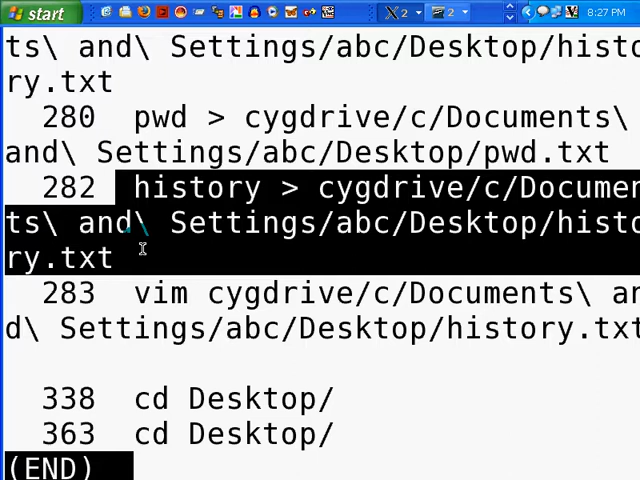 start
X 2
2
8:27 PM
ts\ and\ Settings/abc/Desktop/histo
ry.txt
280 pwd > cygdrive/c/Documents\
and\ Settings/abc/Desktop/pwd.txt
282 history > cygdrive/c/Documen
ts\ and\ Settings/abc/Desktop/histo
ry.txt
283 vim cygdrive/c/Documents\ an
d\ Settings/abc/Desktop/history.txt
338 cd Desktop/
363 cd Desktop/
(END)